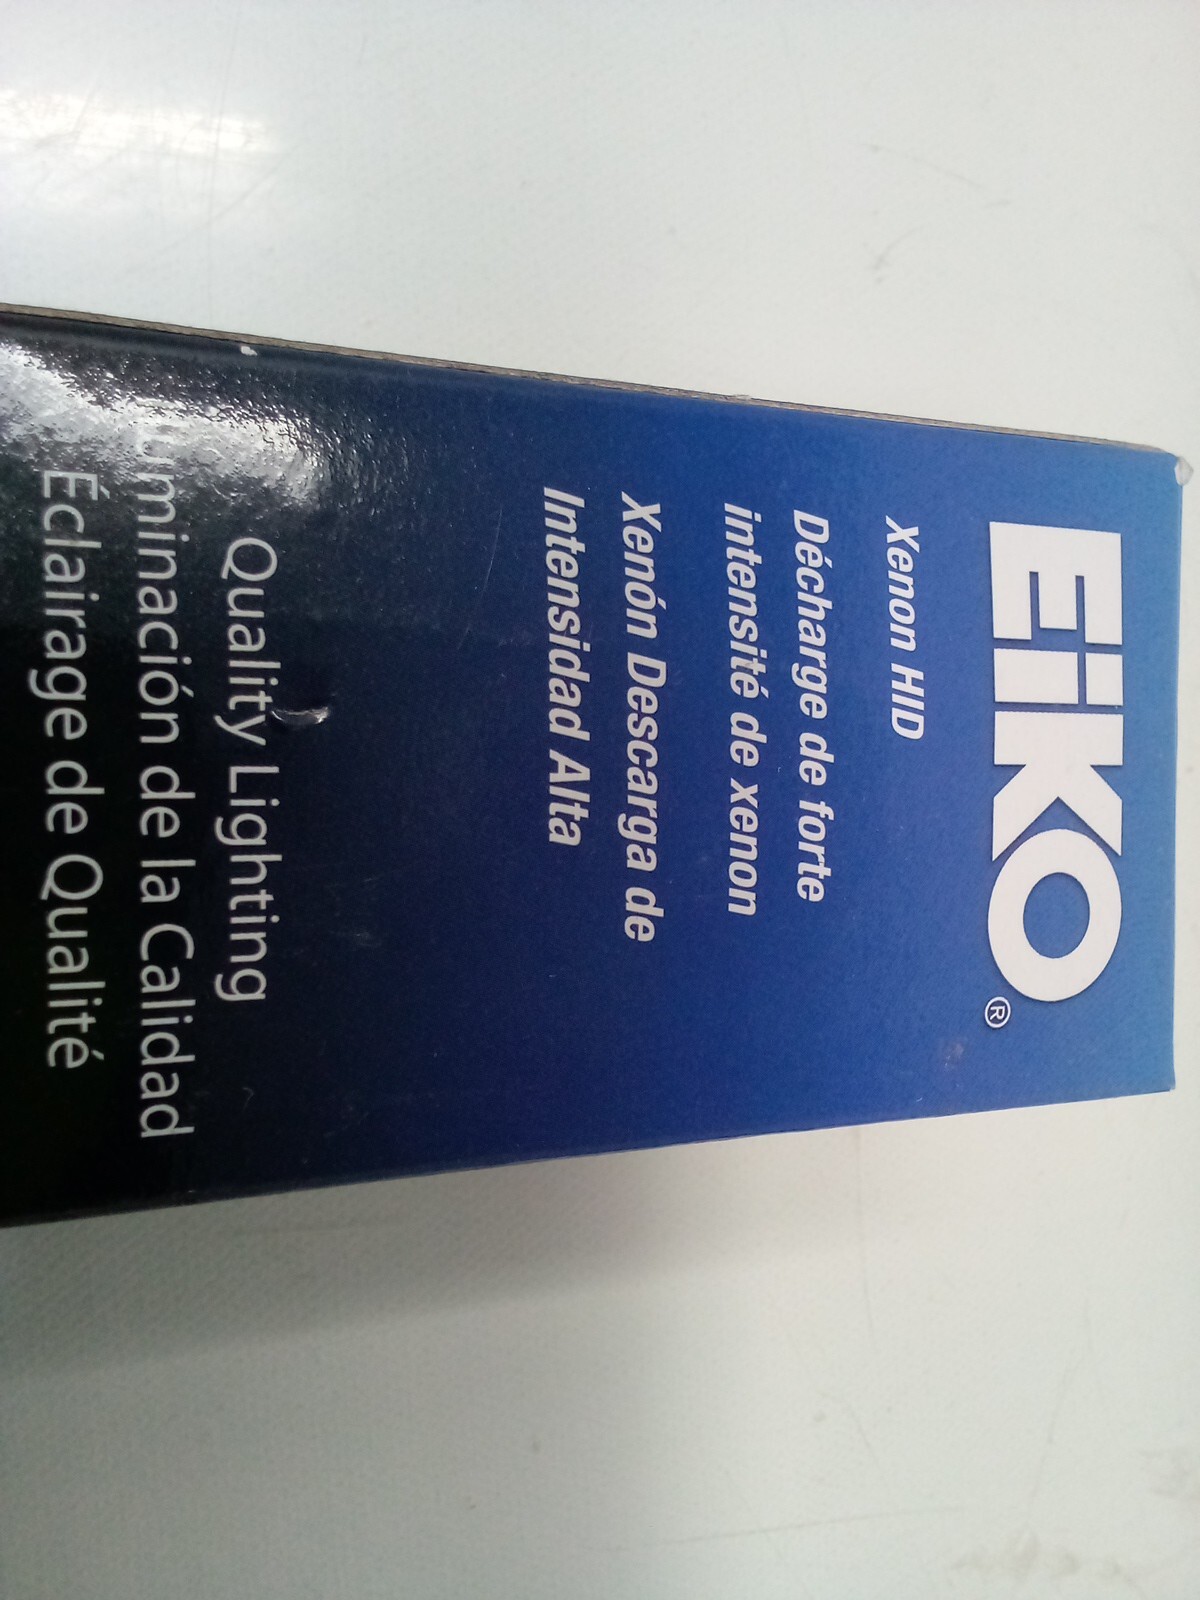 EiKO®
Xenon HID
Décharge de forte
intensité de xenon
Xenón Descarga de
Intensidad Alta
Quality Lighting
Luminación de la Calidad
Éclairage de Qualité